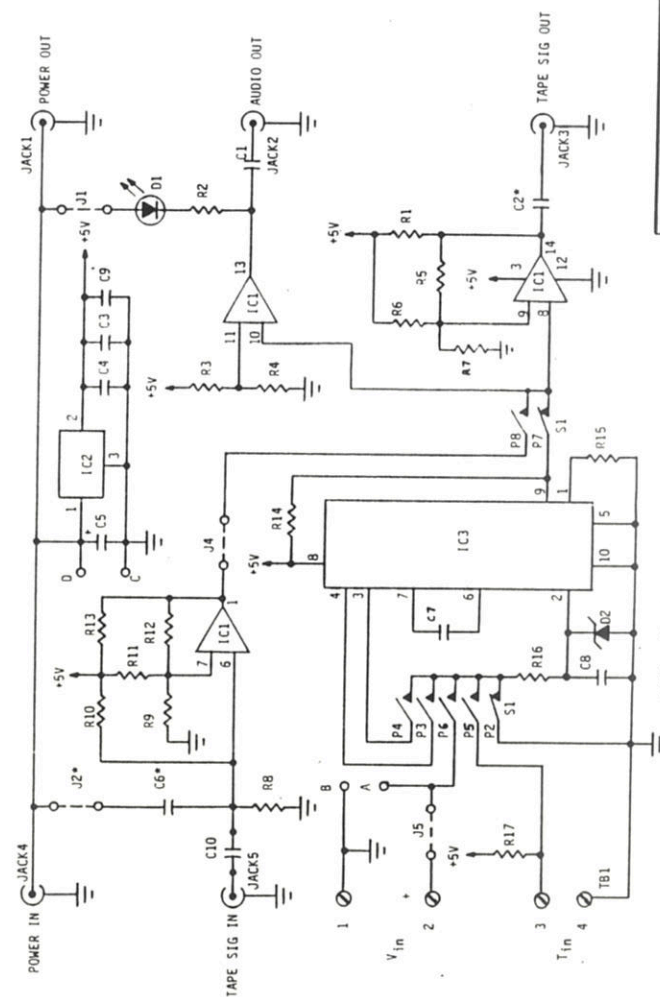 POWER IN
JACK4
JACK1
POWER OUT
J2*
C6*
D
C
C5
+
1
IC2
2
3
C4
C3
C9
+5V
J1
D1
R2
C1
JACK2
AUDIO OUT
+5V
R10
R13
R11
R12
R9
7
6
IC1
1
J4
TAPE SIG IN
JACK5
C10
R8
+5V
R3
R4
11
10
IC1
13
+5V
R6
R1
R5
+5V
R7
9
8
3
IC1
14
12
C2*
JACK3
TAPE SIG OUT
P8
P7
S1
+5V
R14
8
9
IC3
4
3
7
6
C7
2
10
5
1
R15
P4
P3
P6
P5
P2
S1
R16
D2
C8
B
A
J5
+5V
R17
1
Vin
+
2
3
Tin
4
TB1